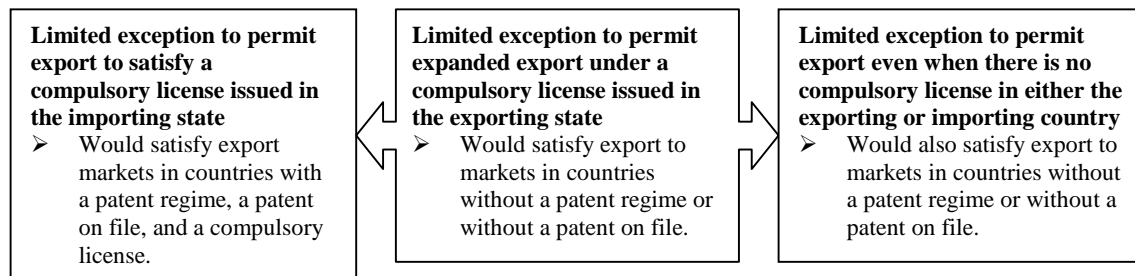 Limited exception to permit
export to satisfy a
compulsory license issued in
the importing state
➢ Would satisfy export
markets in countries with
a patent regime, a patent
on file, and a compulsory
license.
Limited exception to permit
expanded export under a
compulsory license issued in
the exporting state
➢ Would satisfy export to
markets in countries
without a patent regime or
without a patent on file.
Limited exception to permit
export even when there is no
compulsory license in either the
exporting or importing country
➢ Would also satisfy export to
markets in countries without
a patent regime or without a
patent on file.